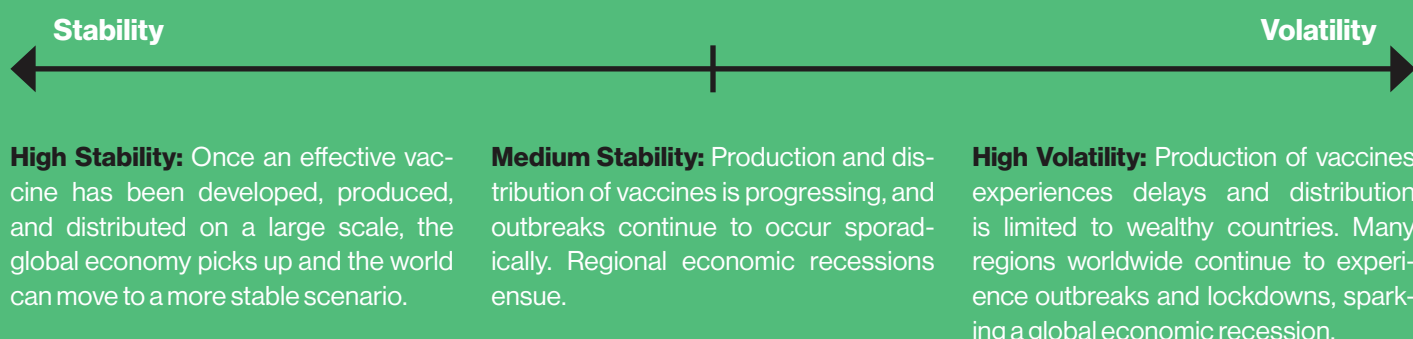 Stability
Volatility
High Stability: Once an effective vac-
cine has been developed, produced,
and distributed on a large scale, the
global economy picks up and the world
can move to a more stable scenario.
Medium Stability: Production and dis-
tribution of vaccines is progressing, and
outbreaks continue to occur sporad-
ically. Regional economic recessions
ensue.
High Volatility: Production of vaccines
experiences delays and distribution
is limited to wealthy countries. Many
regions worldwide continue to experi-
ence outbreaks and lockdowns, spark-
ing a global economic recession.